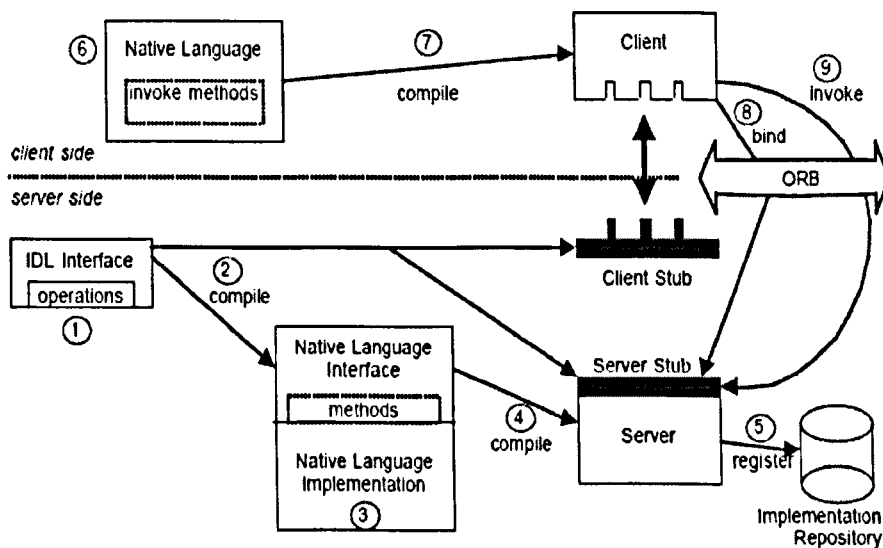 6
Native Language
invoke methods
7
compile
Client
9
invoke
8
bind
client side
server side
ORB
IDL Interface
operations
1
2
compile
Client Stub
Native Language
Interface
methods
4
compile
Server Stub
Server
5
register
Native Language
Implementation
3
Implementation
Repository